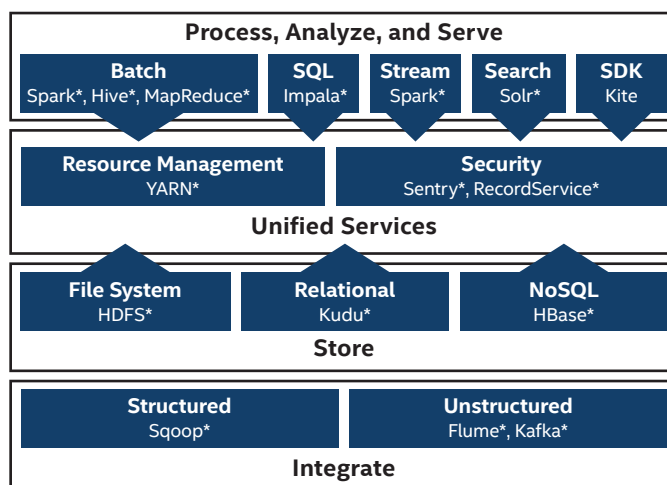 Process, Analyze, and Serve
Batch
Spark*, Hive*, MapReduce*
SQL
Impala*
Stream
Spark*
Search
Solr*
SDK
Kite
Resource Management
YARN*
Security
Sentry*, RecordService*
Unified Services
File System
HDFS*
Relational
Kudu*
NoSQL
HBase*
Store
Structured
Sqoop*
Unstructured
Flume*, Kafka*
Integrate